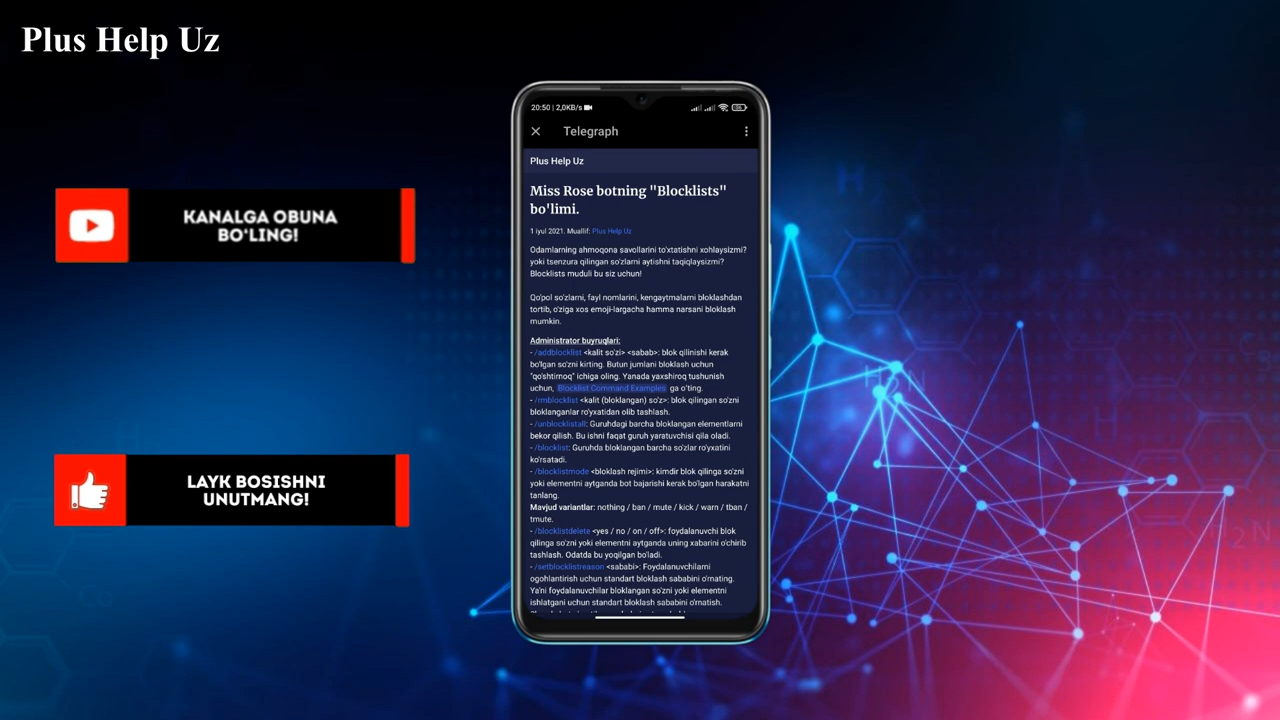 Plus Help Uz
KANALGA OBUNA
BO‘LING!
LAYK BOSISHNI
UNUTMANG!
20:50 | 2,0KB/s
Telegraph
Plus Help Uz
Miss Rose botning "Blocklists"
bo'limi.
1 iyul 2021. Muallif: Plus Help Uz
Odamlarning ahmoqona savollarini to'xtatishni xohlaysizmi?
yoki tsenzura qilingan so'zlarni aytishni taqiqlaysizmi?
Blocklists muduli bu siz uchun!
Qo'pol so'zlarni, fayl nomlarini, kengaytmalarni bloklashdan
tortib, o'ziga xos emoji-largacha hamma narsani bloklash
mumkin.
Administrator buyruqlari:
- /addblocklist <kalit so'zi> <sabab>: blok qilinishi kerak
bo'lgan so'zni kirting. Butun jumlani bloklash uchun
"qo'shtirnoq" ichiga oling. Yanada yaxshiroq tushunish
uchun, Blocklist Command Examples ga o'ting.
- /rmblocklist <kalit (bloklangan) so'z>: blok qilingan so'zni
bloklanganlar ro'yxatidan olib tashlash.
- /unblocklistall: Guruhdagi barcha bloklangan elementlarni
bekor qilish. Bu ishni faqat guruh yaratuvchisi qila oladi.
- /blocklist: Guruhda bloklangan barcha so'zlar ro'yxatini
ko'rsatadi.
- /blocklistmode <bloklash rejimi>: kimdir blok qilinga so'zni
yoki elementni aytganda bot bajarishi kerak bo'lgan harakatni
tanlang.
Mavjud variantlar: nothing / ban / mute / kick / warn / tban /
tmute.
- /blocklistdelete <yes / no / on / off>: foydalanuvchi blok
qilinga so'zni yoki elementni aytganda uning xabarini o'chirib
tashlash. Odatda bu yoqilgan bo'ladi.
- /setblocklistreason <sababi>: Foydalanuvchilarni
ogohlantirish uchun standart bloklash sababini o'rnating.
Ya'ni foydalanuvchilar bloklangan so'zni yoki elementni
ishlatgani uchun standart bloklash sababini o'rnatish.